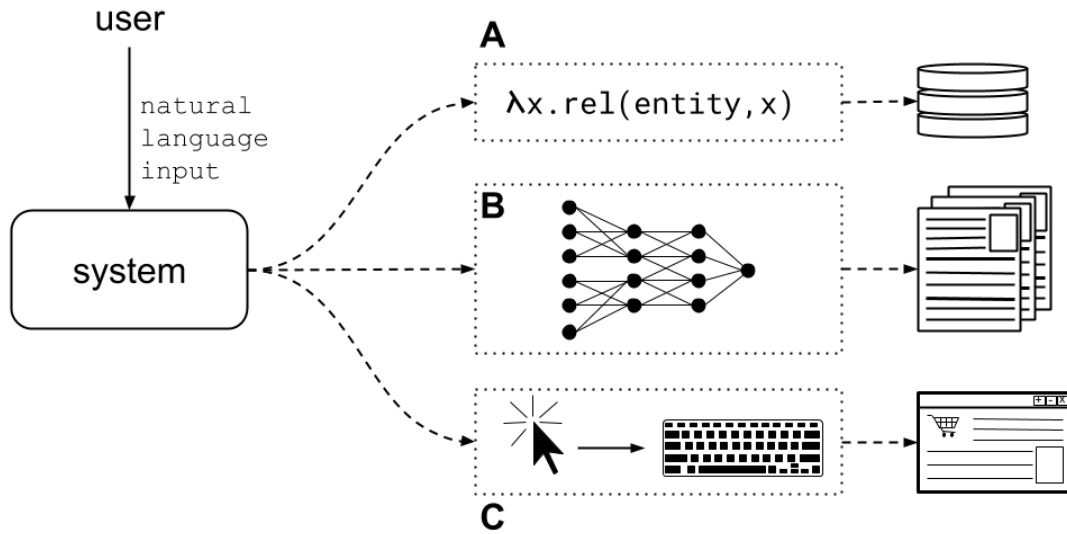 user
natural
language
input
system
A
λx.rel(entity,x)
B
C
+ - x